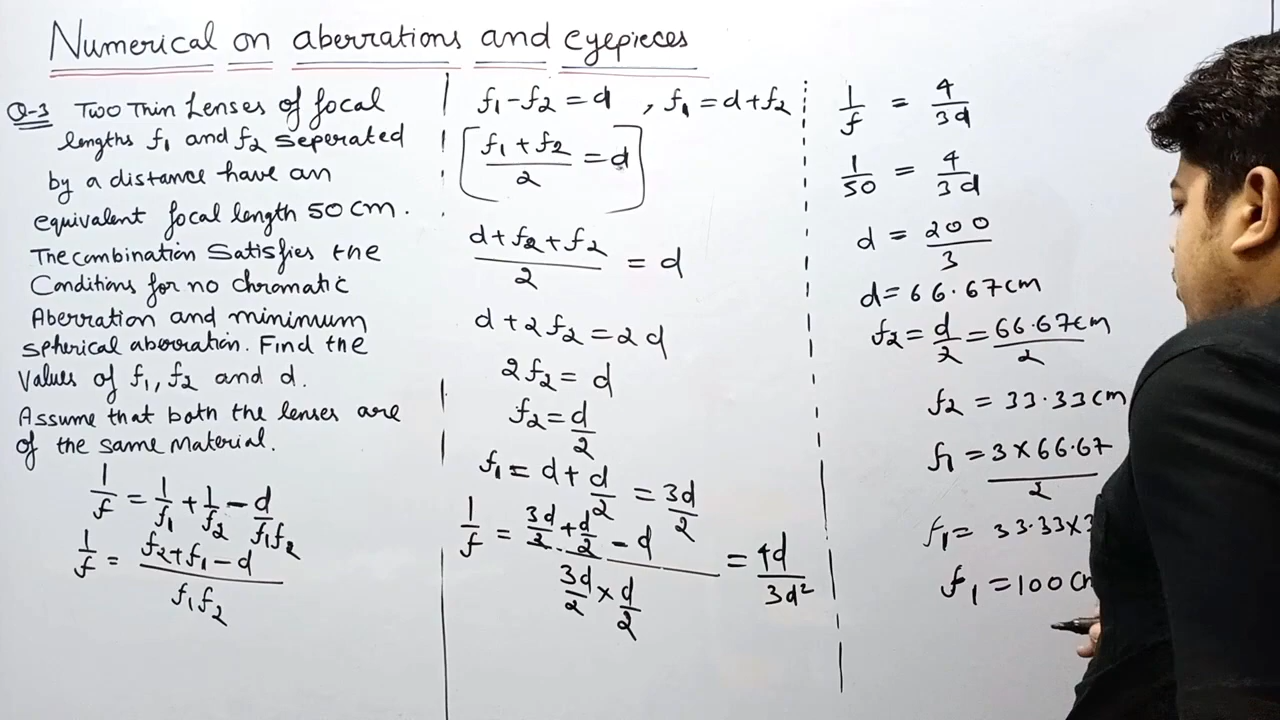 Numerical on aberrations and eyepieces
Q-3 Two Thin Lenses of focal
lengths f₁ and f₂ seperated
by a distance have an
equivalent focal length 50 cm.
The combination Satisfies the
Conditions for no chromatic
Aberration and minimum
spherical aberration. Find the
Values of f₁, f₂ and d.
Assume that both the lenses are
of the same Material.
1/f = 1/f₁ + 1/f₂ - d/f₁f₂
1/f = (f₂+f₁-d)/f₁f₂
f₁-f₂ = d , f₁ = d+f₂
[(f₁+f₂)/2 = d]
(d+f₂+f₂)/2 = d
d+2f₂ = 2d
2f₂ = d
f₂ = d/2
f₁ = d + d/2 = 3d/2
1/f = (3d/2 + d/2 - d)/(3d/2 × d/2) = 4d/3d²
1/f = 4/3d
1/50 = 4/3d
d = 200/3
d = 66.67cm
f₂ = d/2 = 66.67cm/2
f₂ = 33.33cm
f₁ = 3×66.67/2
f₁ = 33.33×3
f₁ = 100